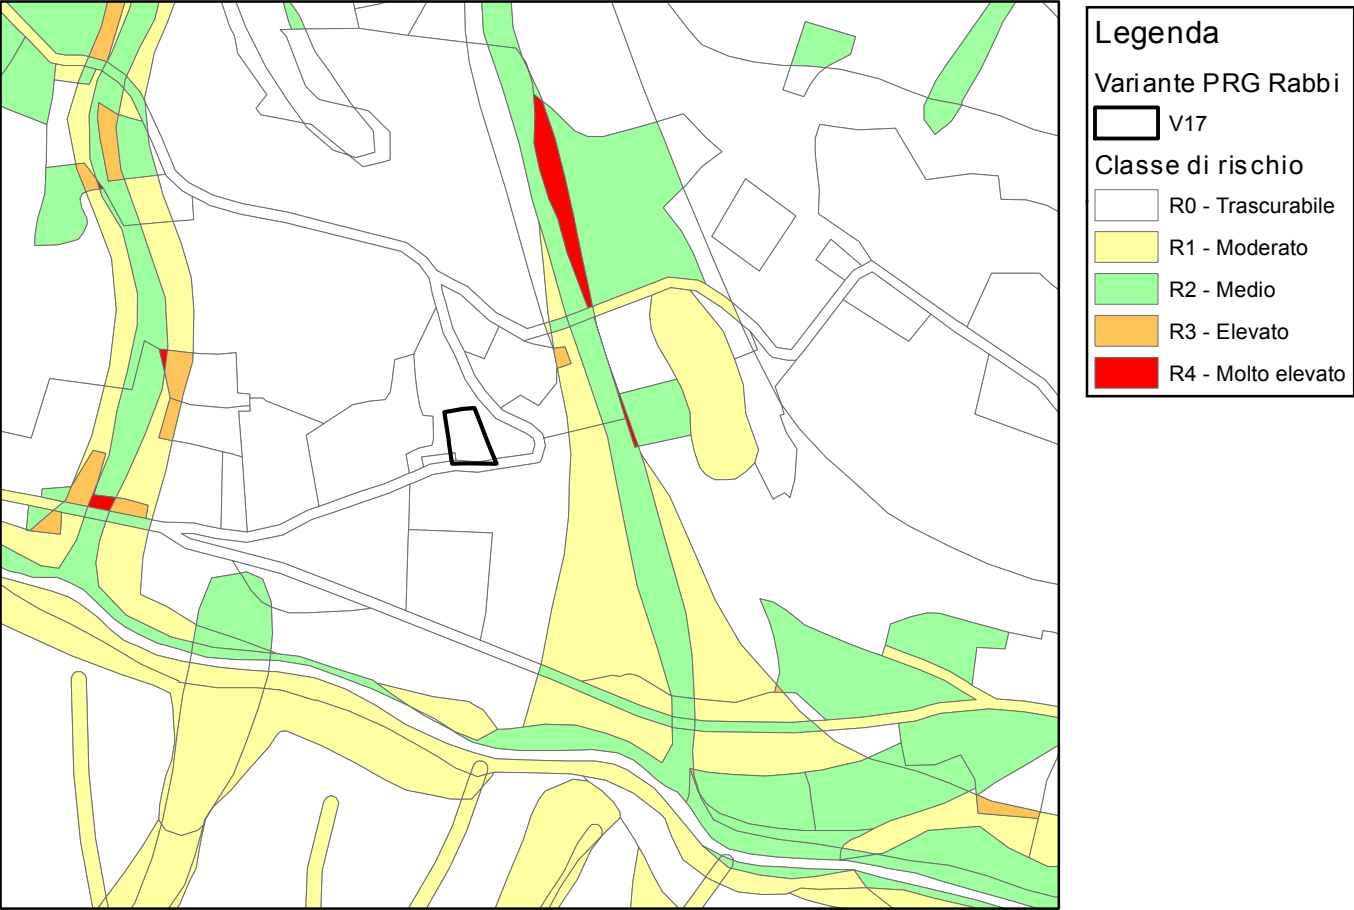 Legenda
Variante PRG Rabbi
V17
Classe di rischio
R0 - Trascurabile
R1 - Moderato
R2 - Medio
R3 - Elevato
R4 - Molto elevato